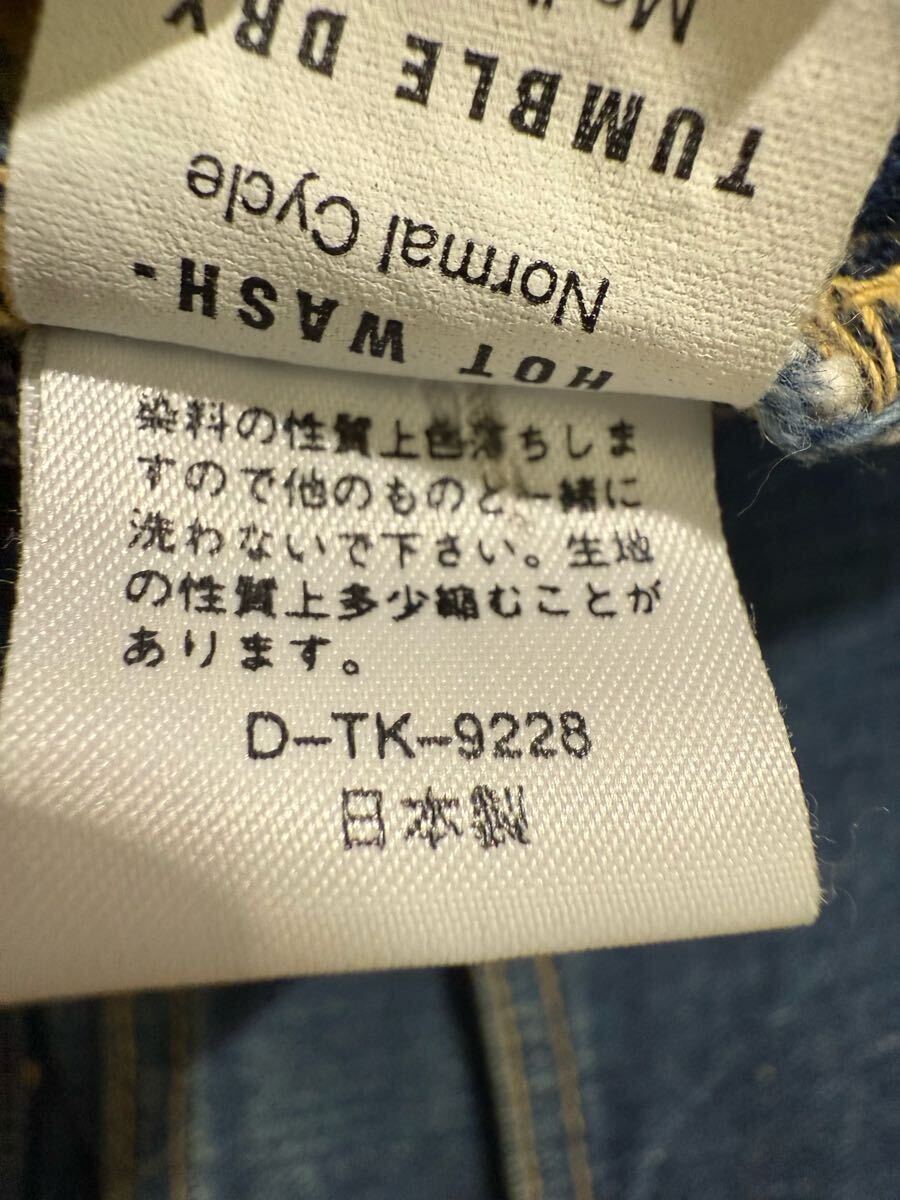 HOT WASH-
Normal Cycle
TUMBLE DRY
染料の性質上色落ちしま
すので他のものと一緒に
洗わないで下さい。生地
の性質上多少縮むことが
あります。
D-TK-9228
日本製